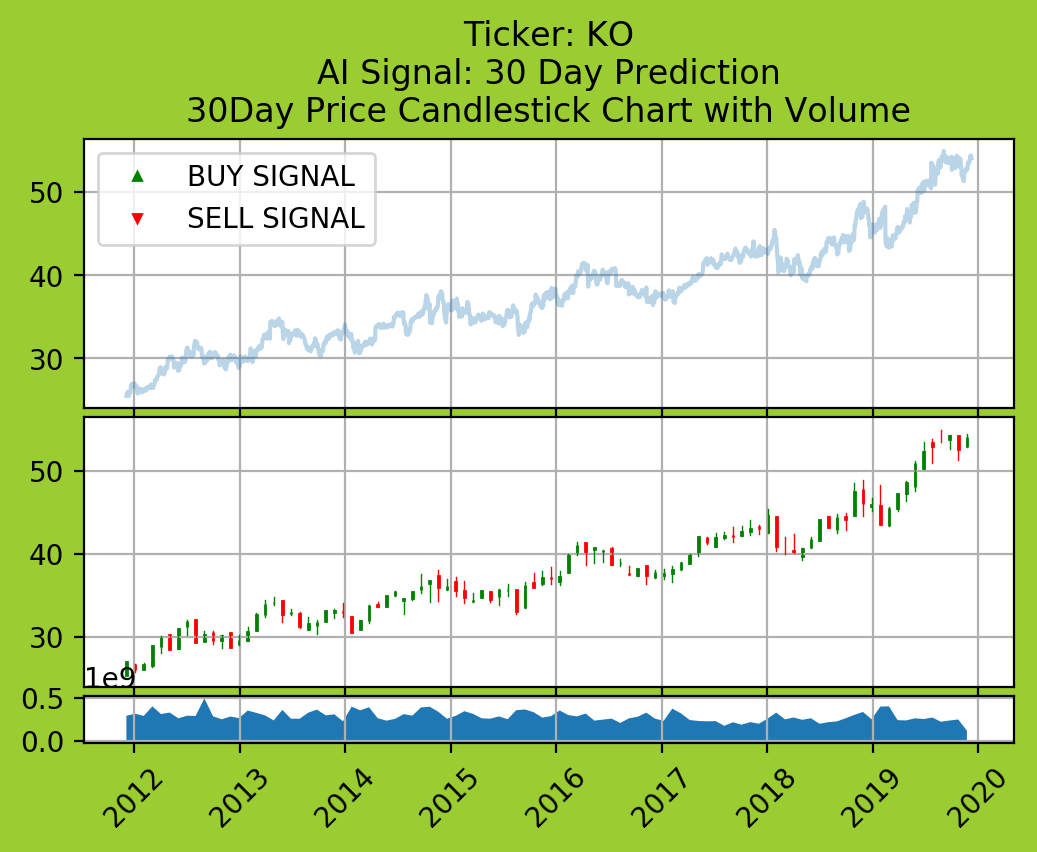 Ticker: KO
AI Signal: 30 Day Prediction
30Day Price Candlestick Chart with Volume
BUY SIGNAL
SELL SIGNAL
50
40
30
50
40
30
1e9
0.5
0.0
2012 2013 2014 2015 2016 2017 2018 2019 2020